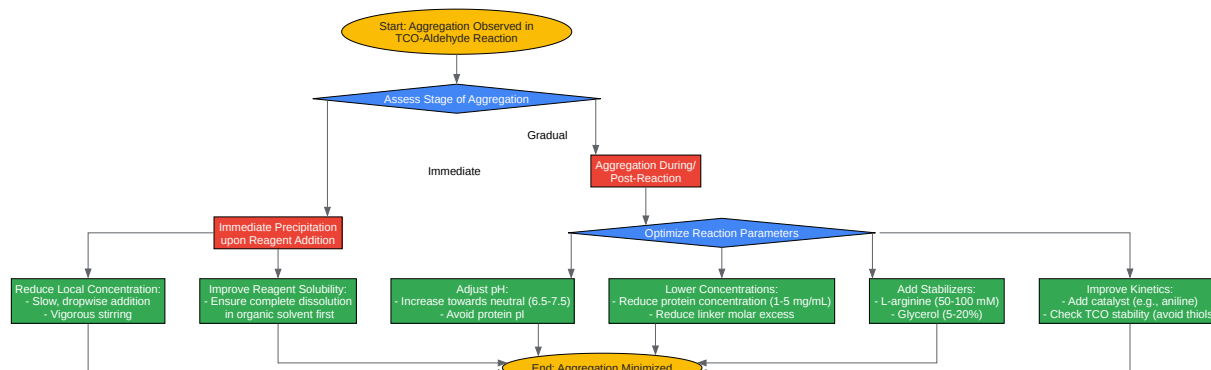 Start: Aggregation Observed in
TCO-Aldehyde Reaction
Assess Stage of Aggregation
Gradual
Immediate
Aggregation During/
Post-Reaction
Immediate Precipitation
upon Reagent Addition
Optimize Reaction Parameters
Reduce Local Concentration:
- Slow, dropwise addition
- Vigorous stirring
Improve Reagent Solubility:
- Ensure complete dissolution
in organic solvent first
Adjust pH:
- Increase towards neutral (6.5-7.5)
- Avoid protein pI
Lower Concentrations:
- Reduce protein concentration (1-5 mg/mL)
- Reduce linker molar excess
Add Stabilizers:
- L-arginine (50-100 mM)
- Glycerol (5-20%)
Improve Kinetics:
- Add catalyst (e.g., aniline)
- Check TCO stability (avoid thiols
End: Aggregation Minimized